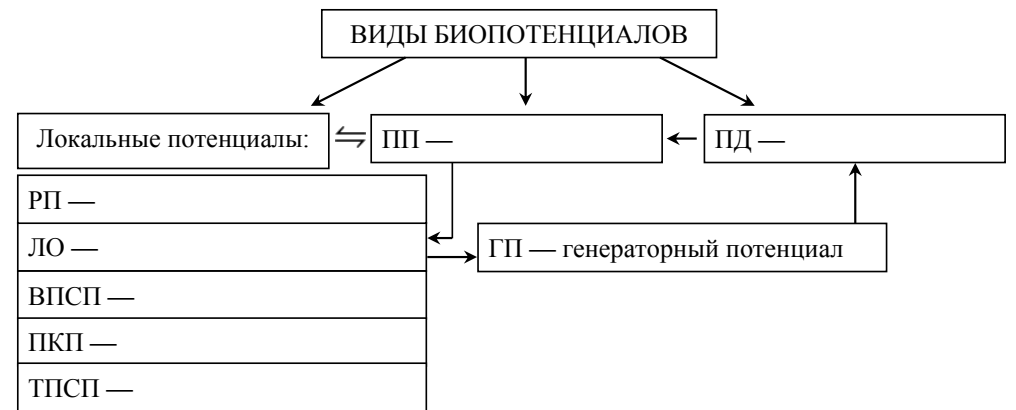 ВИДЫ БИОПОТЕНЦИАЛОВ
Локальные потенциалы:
ПП —
ПД —
РП —
ЛО —
ГП — генераторный потенциал
ВПСП —
ПКП —
ТПСП —